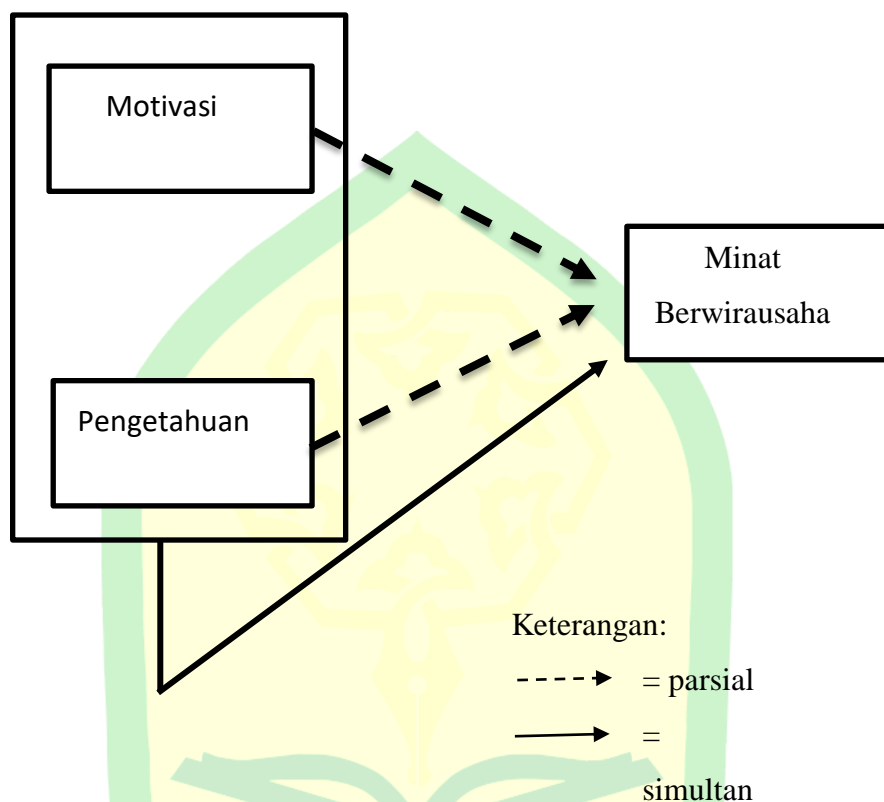 Motivasi
Minat
Berwirausaha
Pengetahuan
Keterangan:
= parsial
=
simultan